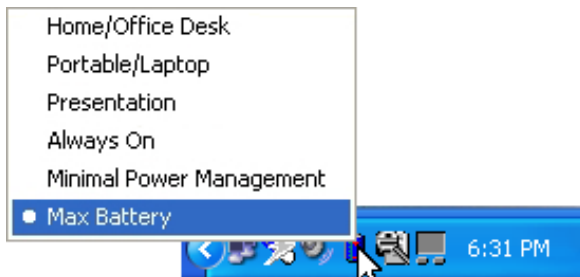 Home/Office Desk
Portable/Laptop
Presentation
Always On
Minimal Power Management
Max Battery
6:31 PM